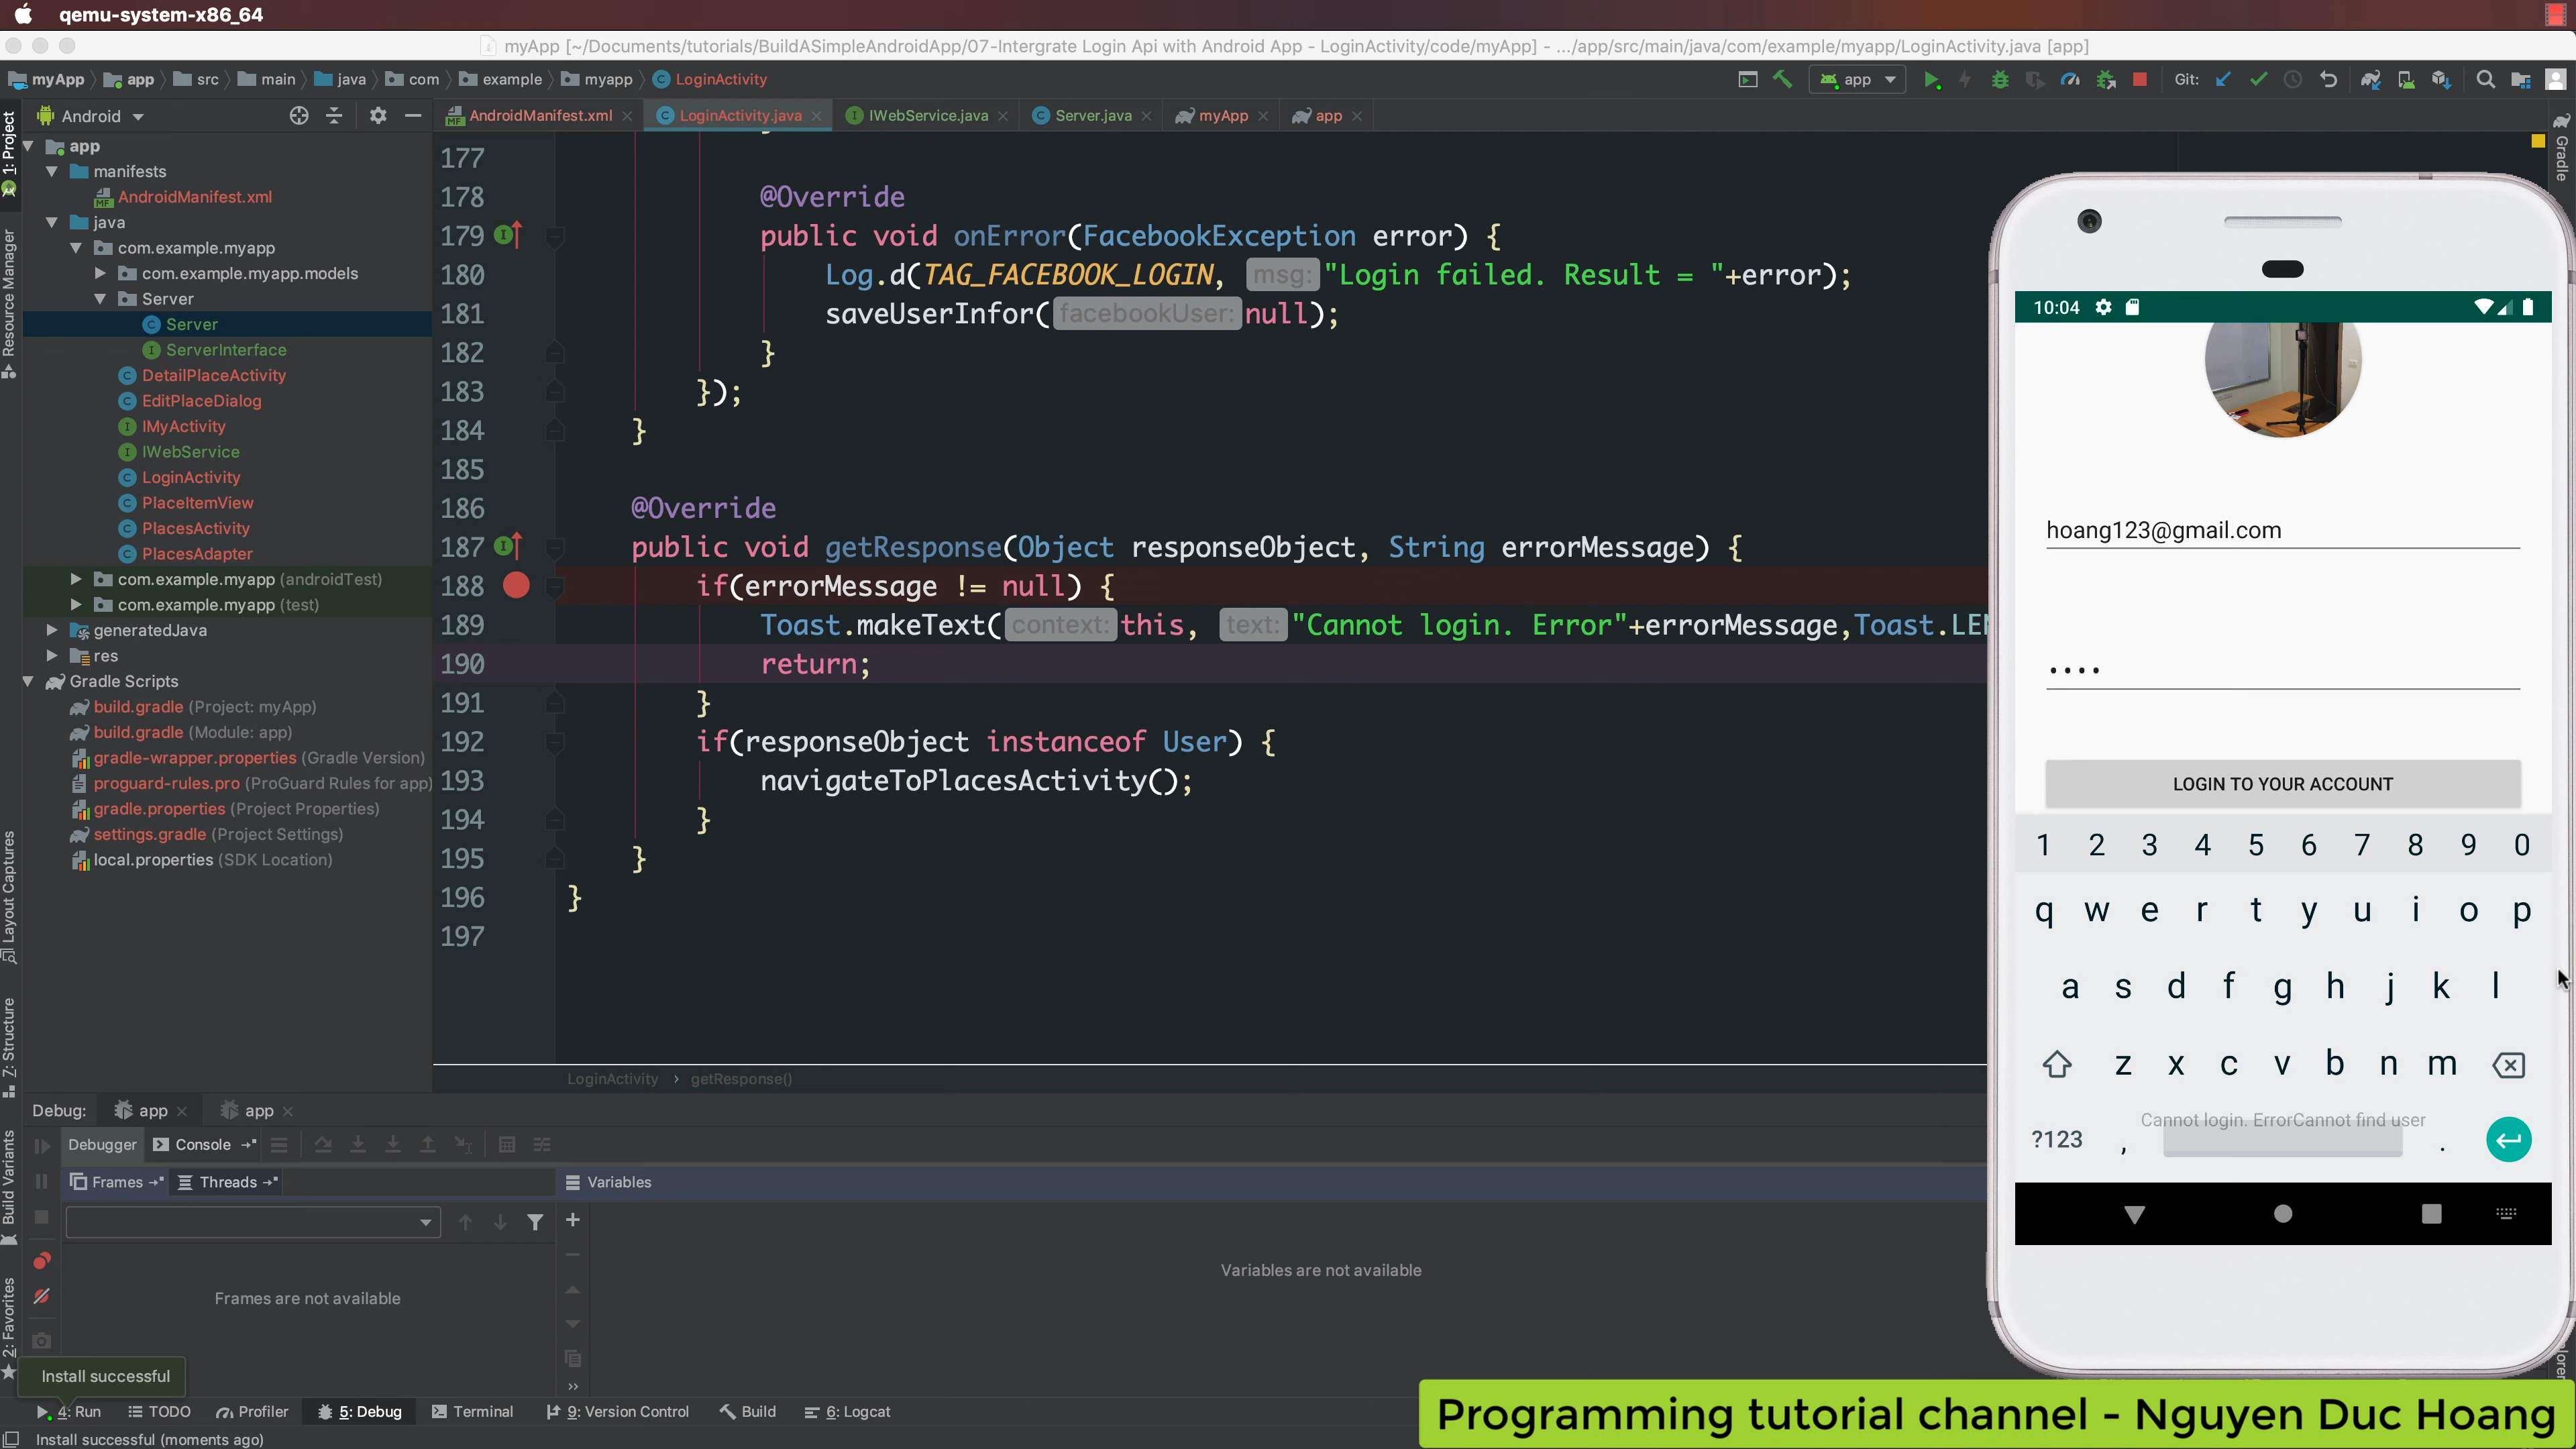 qemu-system-x86_64
myApp [~/Documents/tutorials/BuildASimpleAndroidApp/07-Intergrate Login Api with Android App - LoginActivity/code/myApp] - .../app/src/main/java/com/example/myapp/LoginActivity.java [app]
myApp app src main java com example myapp LoginActivity
app
Git:
Android
AndroidManifest.xml LoginActivity.java IWebService.java Server.java myApp app
1: Project
Resource Manager
Layout Captures
7: Structure
Build Variants
2: Favorites
Gradle
app
manifests
AndroidManifest.xml
java
com.example.myapp
com.example.myapp.models
Server
Server
ServerInterface
DetailPlaceActivity
EditPlaceDialog
IMyActivity
IWebService
LoginActivity
PlaceItemView
PlacesActivity
PlacesAdapter
com.example.myapp (androidTest)
com.example.myapp (test)
generatedJava
res
Gradle Scripts
build.gradle (Project: myApp)
build.gradle (Module: app)
gradle-wrapper.properties (Gradle Version)
proguard-rules.pro (ProGuard Rules for app)
gradle.properties (Project Properties)
settings.gradle (Project Settings)
local.properties (SDK Location)
177
178 @Override
179 public void onError(FacebookException error) {
180 Log.d(TAG_FACEBOOK_LOGIN, msg: "Login failed. Result = "+error);
181 saveUserInfor( facebookUser: null);
182 }
183 });
184 }
185
186 @Override
187 public void getResponse(Object responseObject, String errorMessage) {
188 if(errorMessage != null) {
189 Toast.makeText( context: this, text: "Cannot login. Error"+errorMessage,Toast.LEN
190 return;
191 }
192 if(responseObject instanceof User) {
193 navigateToPlacesActivity();
194 }
195 }
196 }
197
LoginActivity › getResponse()
Debug: app app
Debugger Console
Frames Threads Variables
Frames are not available
Variables are not available
Install successful
4: Run TODO Profiler 5: Debug Terminal 9: Version Control Build 6: Logcat
Install successful (moments ago)
10:04
hoang123@gmail.com
••••
LOGIN TO YOUR ACCOUNT
1 2 3 4 5 6 7 8 9 0
q w e r t y u i o p
a s d f g h j k l
z x c v b n m
Cannot login. ErrorCannot find user
?123 , .
Programming tutorial channel - Nguyen Duc Hoang